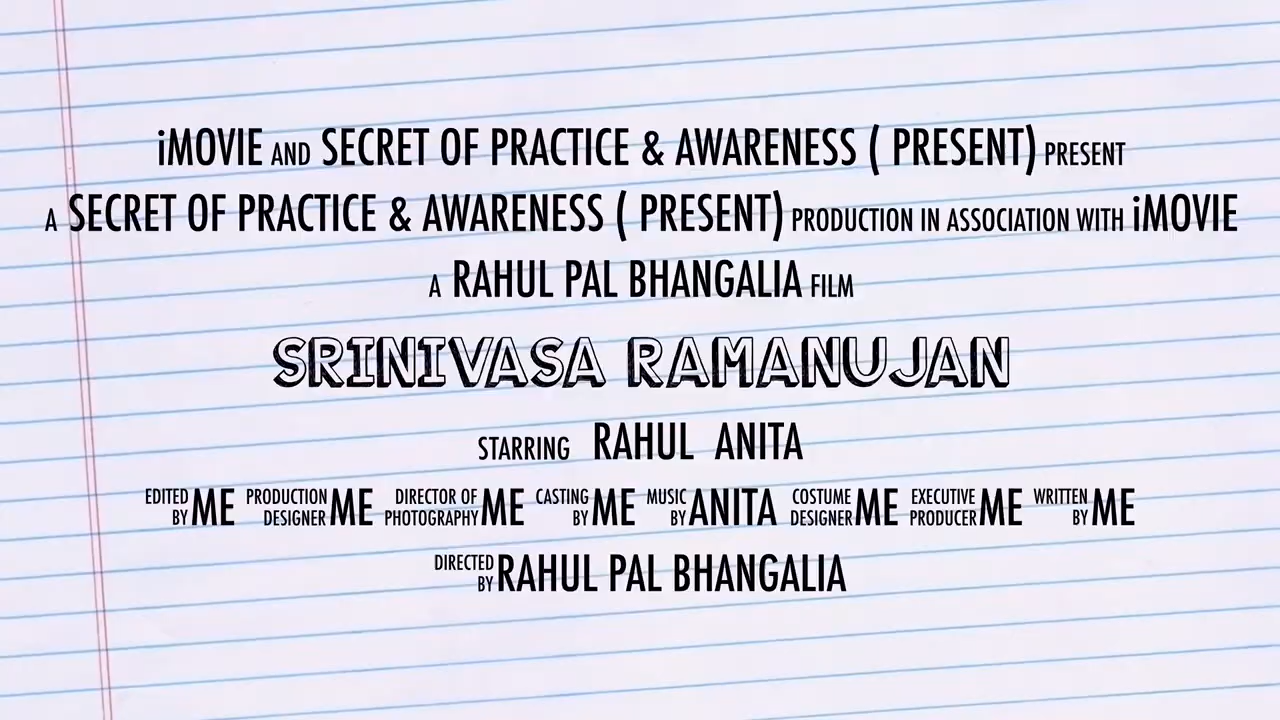 iMOVIE AND SECRET OF PRACTICE & AWARENESS ( PRESENT) PRESENT
A SECRET OF PRACTICE & AWARENESS ( PRESENT) PRODUCTION IN ASSOCIATION WITH iMOVIE
A RAHUL PAL BHANGALIA FILM
SRINIVASA RAMANUJAN
STARRING RAHUL ANITA
EDITED BY ME PRODUCTION DESIGNER ME DIRECTOR OF PHOTOGRAPHY ME CASTING BY ME MUSIC BY ANITA COSTUME DESIGNER ME EXECUTIVE PRODUCER ME WRITTEN BY ME
DIRECTED BY RAHUL PAL BHANGALIA